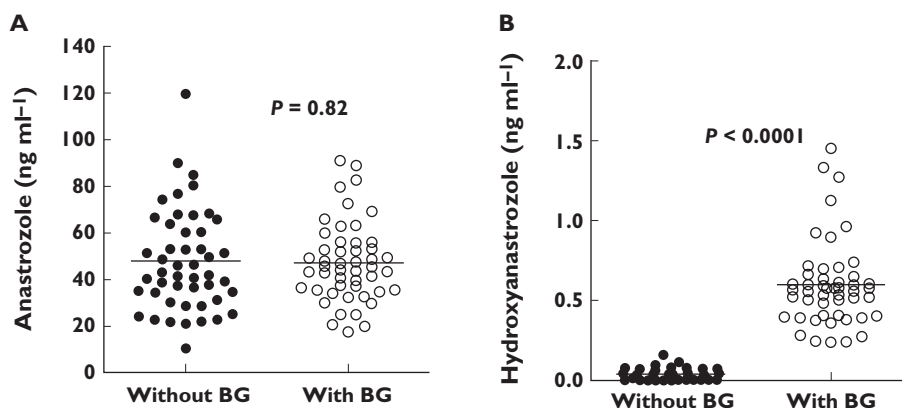 A
Anastrozole (ng ml⁻¹)
140
120
100
80
60
40
20
0
P = 0.82
Without BG
With BG
B
Hydroxyanastrozole (ng ml⁻¹)
2.0
1.5
1.0
0.5
0.0
P < 0.0001
Without BG
With BG